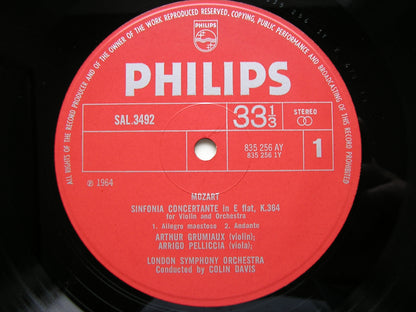 ALL RIGHTS OF THE RECORD PRODUCER AND OF THE OWNER OF THE WORK REPRODUCED RESERVED, COPYING, PUBLIC PERFORMANCE AND BROADCASTING OF THIS RECORD PROHIBITED
PHILIPS
PHILIPS
SAL.3492
33 1/3
STEREO
835 256 AY
835 256 1Y
1
℗ 1964
MOZART
SINFONIA CONCERTANTE in E flat, K.364
for Violin and Orchestra
1. Allegro maestoso 2. Andante
ARTHUR GRUMIAUX (violin);
ARRIGO PELLICCIA (viola);
LONDON SYMPHONY ORCHESTRA
Conducted by COLIN DAVIS